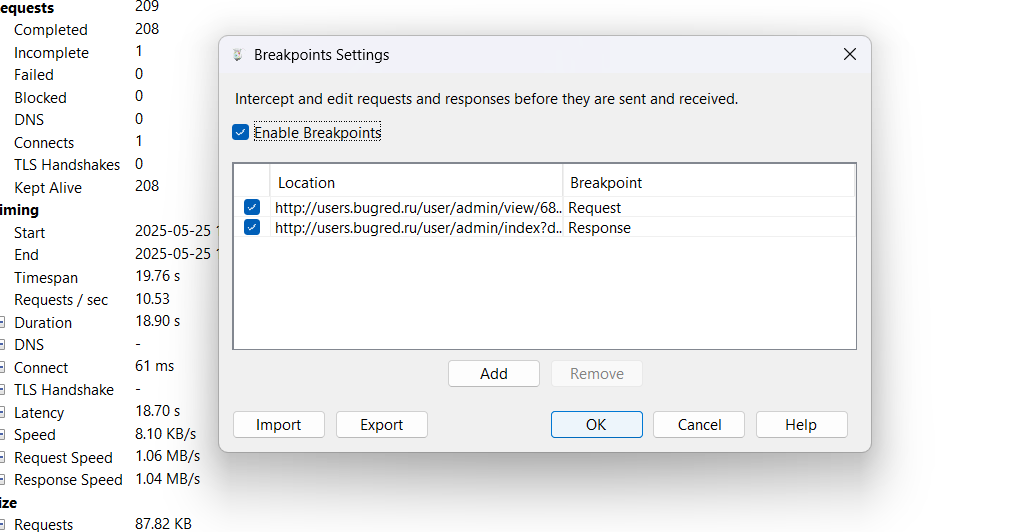 equests 209
Completed 208
Incomplete 1
Failed 0
Blocked 0
DNS 0
Connects 1
TLS Handshakes 0
Kept Alive 208
iming
Start 2025-05-25 1
End 2025-05-25 1
Timespan 19.76 s
Requests / sec 10.53
Duration 18.90 s
DNS -
Connect 61 ms
TLS Handshake -
Latency 18.70 s
Speed 8.10 KB/s
Request Speed 1.06 MB/s
Response Speed 1.04 MB/s
ize
Requests 87.82 KB
Breakpoints Settings
Intercept and edit requests and responses before they are sent and received.
Enable Breakpoints
Location Breakpoint
http://users.bugred.ru/user/admin/view/68.. Request
http://users.bugred.ru/user/admin/index?d.. Response
Add Remove
Import Export OK Cancel Help